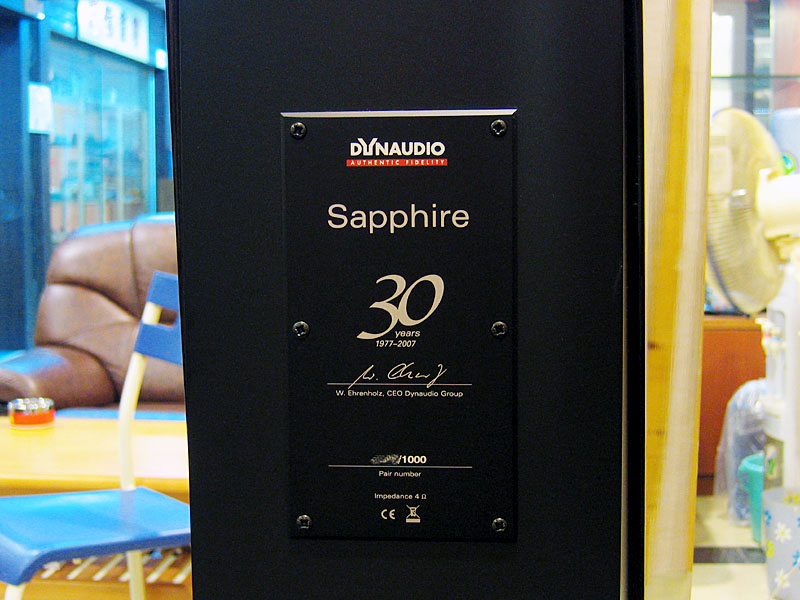 DYNAUDIO
AUTHENTIC FIDELITY
Sapphire
30
years
1977–2007
W. Ehrenholz, CEO Dynaudio Group
/1000
Pair number
Impedance 4 Ω
CE